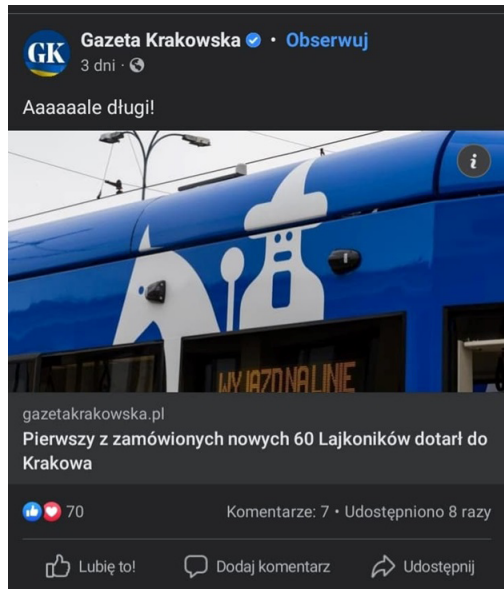 GK
Gazeta Krakowska • Obserwuj
3 dni ·
Aaaaaale długi!
i
WYJAZD NA LINIE
gazetakrakowska.pl
Pierwszy z zamówionych nowych 60 Lajkoników dotarł do
Krakowa
70
Komentarze: 7 • Udostępniono 8 razy
Lubię to!
Dodaj komentarz
Udostępnij